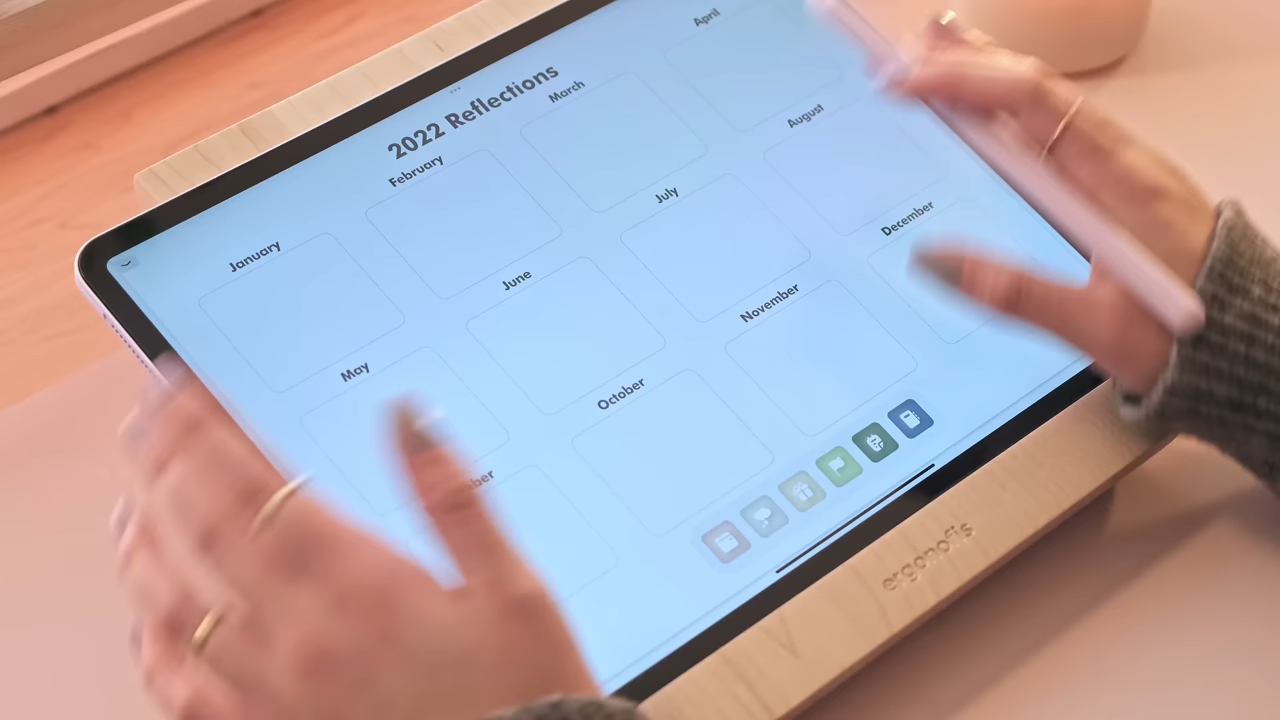 2022 Reflections
January
February
March
April
May
June
July
August
October
November
December
ergonofis